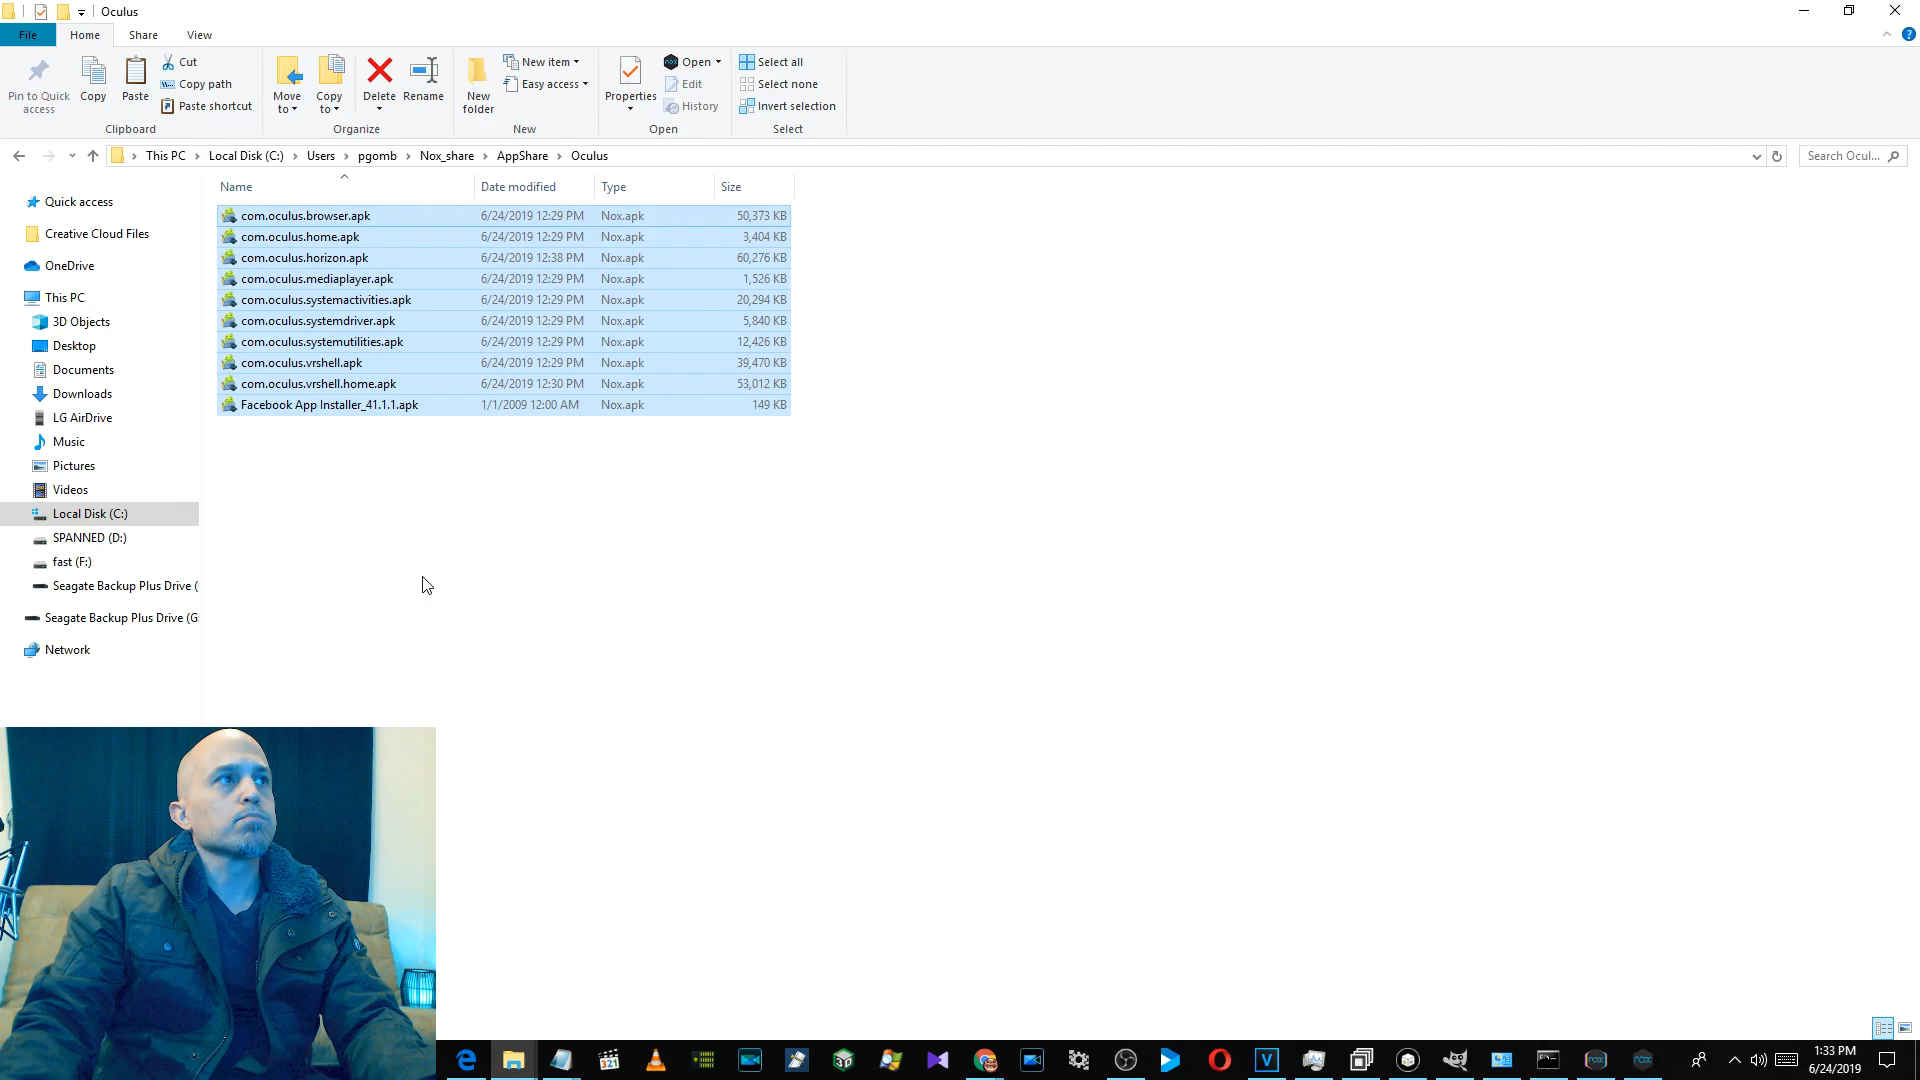 Oculus
File Home Share View
Pin to Quick access
Copy
Paste
Cut
Copy path
Paste shortcut
Clipboard
Move to
Copy to
Delete
Rename
Organize
New folder
New item
Easy access
New
Properties
Open
Edit
History
Open
Select all
Select none
Invert selection
Select
This PC › Local Disk (C:) › Users › pgomb › Nox_share › AppShare › Oculus
Search Ocul...
Quick access
Creative Cloud Files
OneDrive
This PC
3D Objects
Desktop
Documents
Downloads
LG AirDrive
Music
Pictures
Videos
Local Disk (C:)
SPANNED (D:)
fast (F:)
Seagate Backup Plus Drive (
Seagate Backup Plus Drive (G
Network
Name Date modified Type Size
com.oculus.browser.apk 6/24/2019 12:29 PM Nox.apk 50,373 KB
com.oculus.home.apk 6/24/2019 12:29 PM Nox.apk 3,404 KB
com.oculus.horizon.apk 6/24/2019 12:38 PM Nox.apk 60,276 KB
com.oculus.mediaplayer.apk 6/24/2019 12:29 PM Nox.apk 1,526 KB
com.oculus.systemactivities.apk 6/24/2019 12:29 PM Nox.apk 20,294 KB
com.oculus.systemdriver.apk 6/24/2019 12:29 PM Nox.apk 5,840 KB
com.oculus.systemutilities.apk 6/24/2019 12:29 PM Nox.apk 12,426 KB
com.oculus.vrshell.apk 6/24/2019 12:29 PM Nox.apk 39,470 KB
com.oculus.vrshell.home.apk 6/24/2019 12:30 PM Nox.apk 53,012 KB
Facebook App Installer_41.1.1.apk 1/1/2009 12:00 AM Nox.apk 149 KB
321
3D
V
1:33 PM
6/24/2019